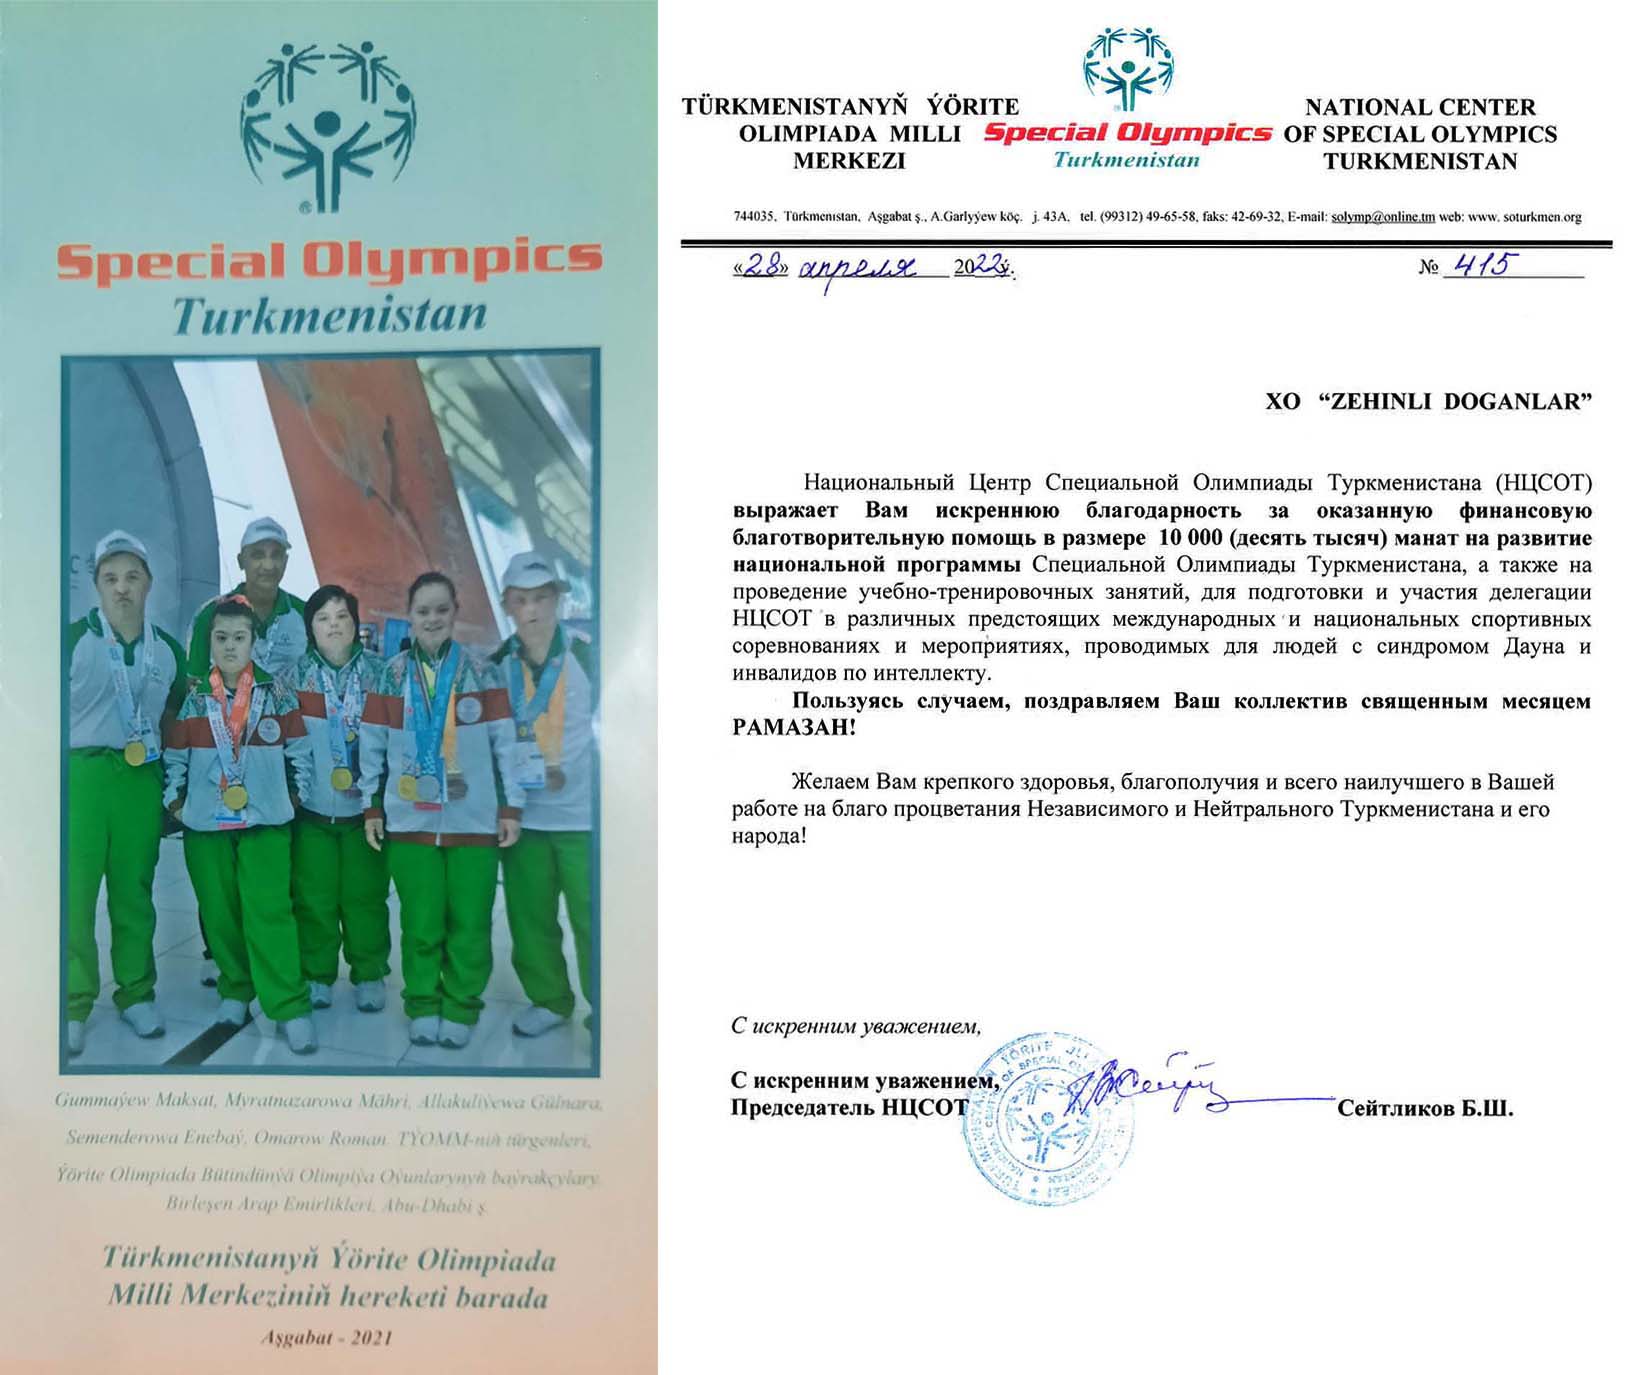 Special Olympics
Turkmenistan
Gummaýew Maksat, Myratnazarowa Mähri, Allakuliýewa Gülnara,
Semenderowa Enebaý, Omarow Roman. TÝOMM-niň türgenleri,
Ýörite Olimpiada Bütindünýä Olimpiýa Oýunlarynyň baýrakçylary.
Birleşen Arap Emirlikleri, Abu-Dhabi ş.
Türkmenistanyň Ýörite Olimpiada
Milli Merkeziniň hereketi barada
Aşgabat - 2021
TÜRKMENISTANYŇ ÝÖRITE
OLIMPIADA MILLI
MERKEZI
Special Olympics
Turkmenistan
NATIONAL CENTER
OF SPECIAL OLYMPICS
TURKMENISTAN
744035, Türkmenistan, Aşgabat ş., A.Garlyýew köç. j. 43A, tel. (99312) 49-65-58, faks: 42-69-32, E-mail: solymp@online.tm web: www. soturkmen.org
«28» апреля 2022ý.
№ 415
ХО “ZEHINLI DOGANLAR”
Национальный Центр Специальной Олимпиады Туркменистана (НЦСОТ)
выражает Вам искреннюю благодарность за оказанную финансовую
благотворительную помощь в размере 10 000 (десять тысяч) манат на развитие
национальной программы Специальной Олимпиады Туркменистана, а также на
проведение учебно-тренировочных занятий, для подготовки и участия делегации
НЦСОТ в различных предстоящих международных и национальных спортивных
соревнованиях и мероприятиях, проводимых для людей с синдромом Дауна и
инвалидов по интеллекту.
Пользуясь случаем, поздравляем Ваш коллектив священным месяцем
РАМАЗАН!
Желаем Вам крепкого здоровья, благополучия и всего наилучшего в Вашей
работе на благо процветания Независимого и Нейтрального Туркменистана и его
народа!
С искренним уважением,
С искренним уважением,
Председатель НЦСОТ
Сейтликов Б.Ш.